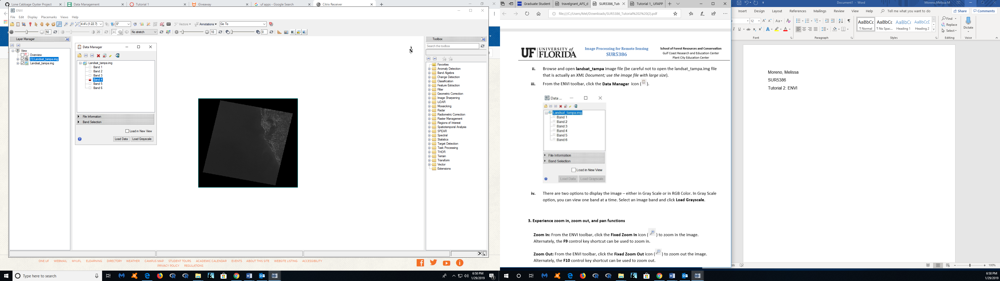 Lone Cabbage Oyster Project
Data Management
Tutorial 1
Giveaway
uf apps - Google Search
Citrix Receiver
ENVI
File Edit Display Placemarks Views Help
4.4% (1:22.7)
0°
Vectors
Annotations
Go To
50
20
No stretch
10
0
Layer Manager
View
Overview
[1] Landsat_tampa.img
Landsat_tampa.img
Data Manager
Landsat_tampa.img
Band 1
Band 2
Band 3
Band 4
Band 5
Band 6
File Information
Band Selection
Load in New View
Load Data Load Grayscale
N
Toolbox
Search the toolbox
Favorites
Anomaly Detection
Band Algebra
Change Detection
Classification
Feature Extraction
Filter
Geometric Correction
Image Sharpening
LiDAR
Mosaicking
Radar
Radiometric Correction
Raster Management
Regions of Interest
Spatiotemporal Analysis
SPEAR
Spectral
Statistics
Target Detection
Task Processing
THOR
Terrain
Transform
Vector
Extensions
ONE UF WEBMAIL MYUFL ELEARNING DIRECTORY WEATHER CAMPUS MAP STUDENT TOURS ACADEMIC CALENDAR EVENTS ABOUT THIS SITE WEBSITE LISTING ACCESSIBILITY
PRIVACY POLICY REGULATIONS
Type here to search
6:58 PM
1/29/2019
Graduate Student
travelgrant_AFS_d
SUR5386_Tuto
Tutorial 1_ UFAPP
file:///C:/Users/Mel/Downloads/SUR5386_Tutorial%202%20(2).pdf
UF UNIVERSITY of FLORIDA
Image Processing for Remote Sensing
SUR5386
School of Forest Resources and Conservation
Gulf Coast Research and Education Center
Plant City Education Center
ii. Browse and open landsat_tampa image file (be careful not to open the landsat_tampa.img file
that is actually an XML Document; use the image file with large size).
iii. From the ENVI toolbar, click the Data Manager icon ( ).
Data ...
Landsat_tampa.img
Band 1
Band 2
Band 3
Band 4
Band 5
Band 6
File Information
Band Selection
Load in New View
Load Data Load Grayscale
iv. There are two options to display the image – either in Gray Scale or in RGB Color. In Gray Scale
option, you can view one band at a time. Select an image band and click Load Grayscale.
3. Experience zoom in, zoom out, and pan functions
Zoom In: From the ENVI toolbar, click the Fixed Zoom In icon ( ) to zoom in the image.
Alternately, the F9 control key shortcut can be used to zoom in.
Zoom Out: From the ENVI toolbar, click the Fixed Zoom Out icon ( ) to zoom out the image.
Alternately, the F10 control key shortcut can be used to zoom out.
Document1 - Word
Moreno,Melissa M
Insert Design Layout References Mailings Review View Help Tell me what you want to do
Share Comments
12
AaBbCc AaBbCc AaBbCc AaBbCcE
¶ Normal ¶ No Spac... Heading 1 Heading 2
Find
Replace
Select
Dictate
Font Paragraph Styles Editing Voice
Moreno, Melissa
SUR5386
Tutorial 2: ENVI
100%
6:58 PM
1/29/2019